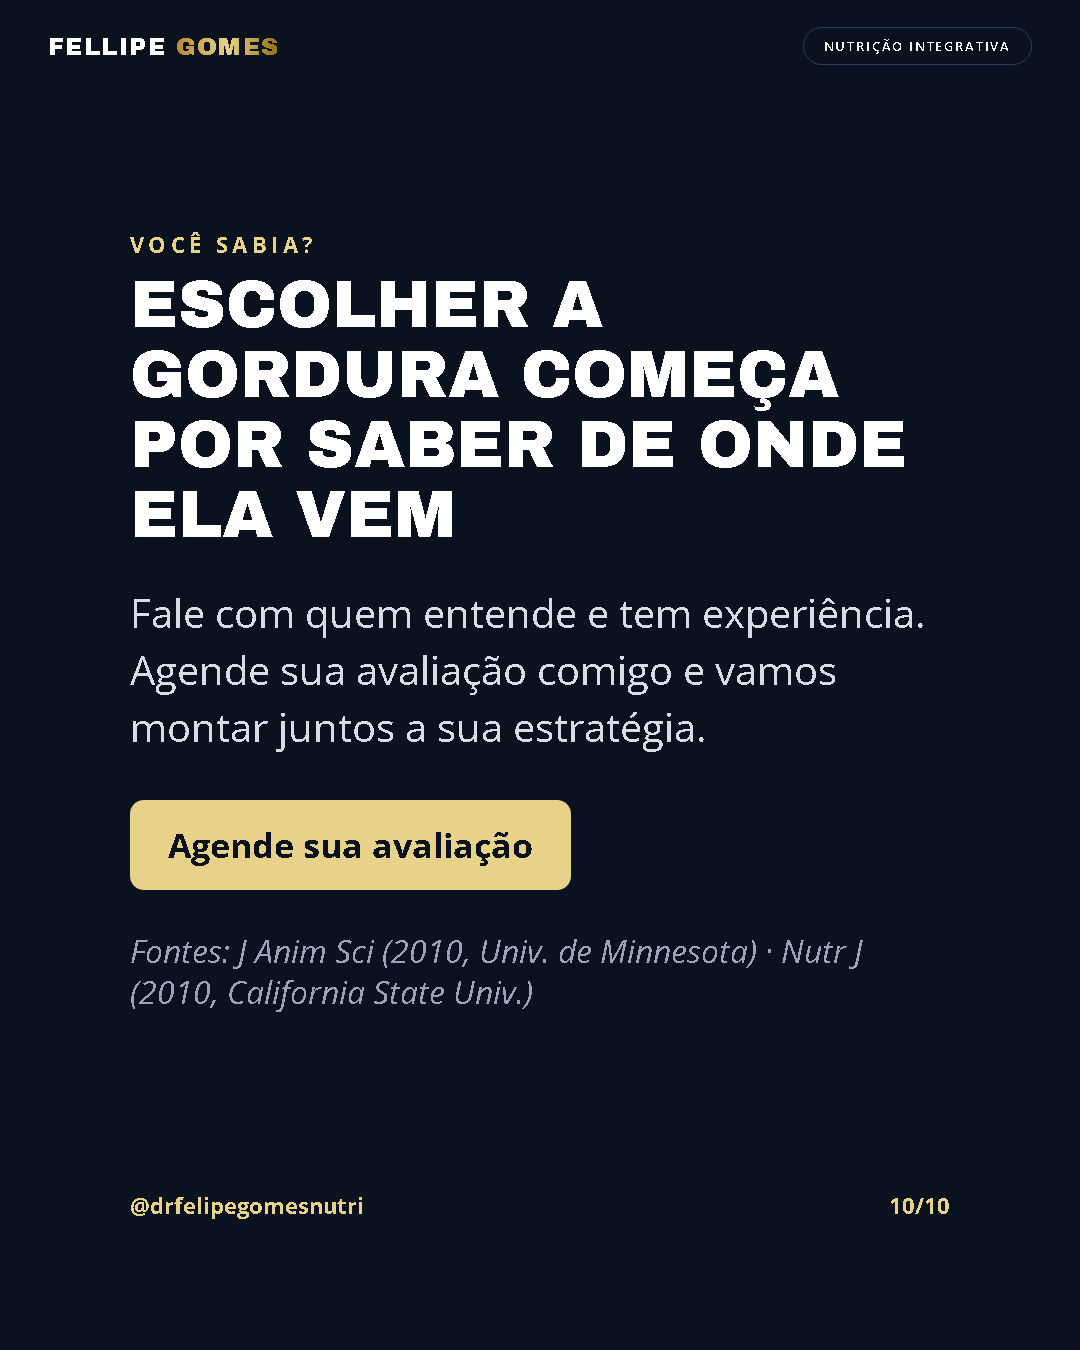 FELLIPE GOMES
NUTRIÇÃO INTEGRATIVA
VOCÊ SABIA?
ESCOLHER A
GORDURA COMEÇA
POR SABER DE ONDE
ELA VEM
Fale com quem entende e tem experiência.
Agende sua avaliação comigo e vamos
montar juntos a sua estratégia.
Agende sua avaliação
Fontes: J Anim Sci (2010, Univ. de Minnesota) · Nutr J
(2010, California State Univ.)
@drfelipegomesnutri
10/10